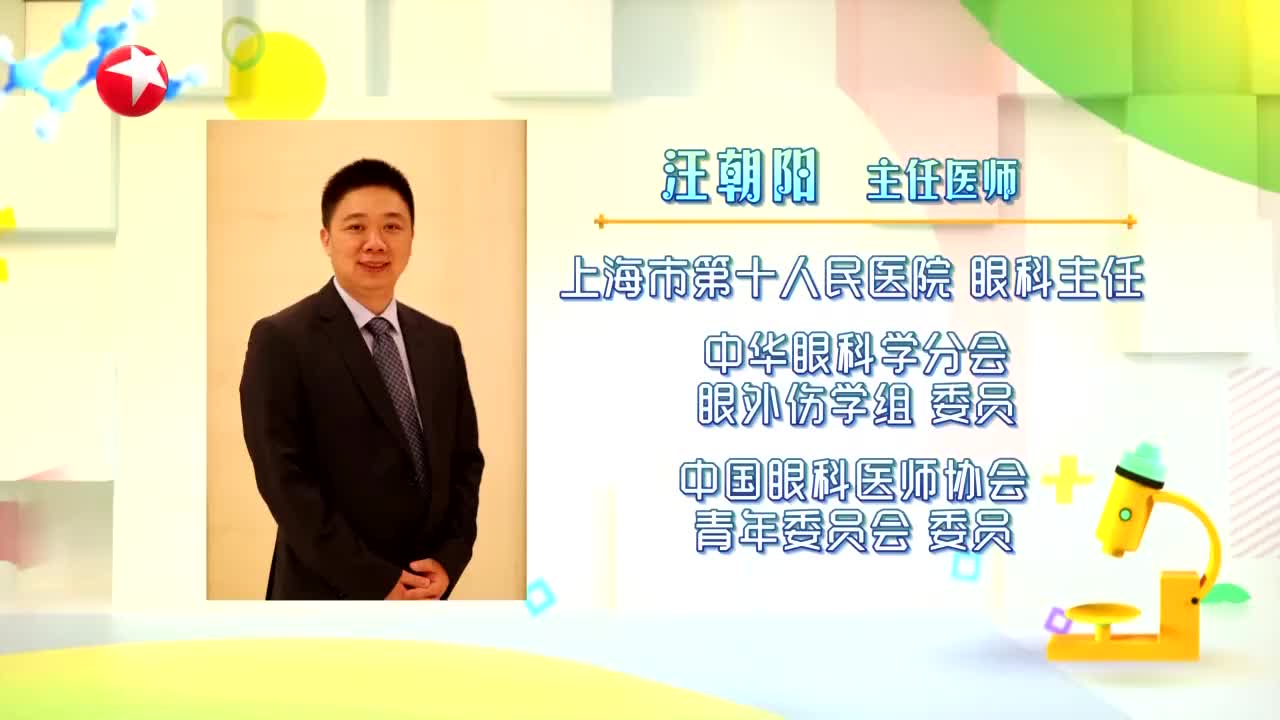 汪朝阳 主任医师
上海市第十人民医院 眼科主任
中华眼科学分会
眼外伤学组 委员
中国眼科医师协会
青年委员会 委员